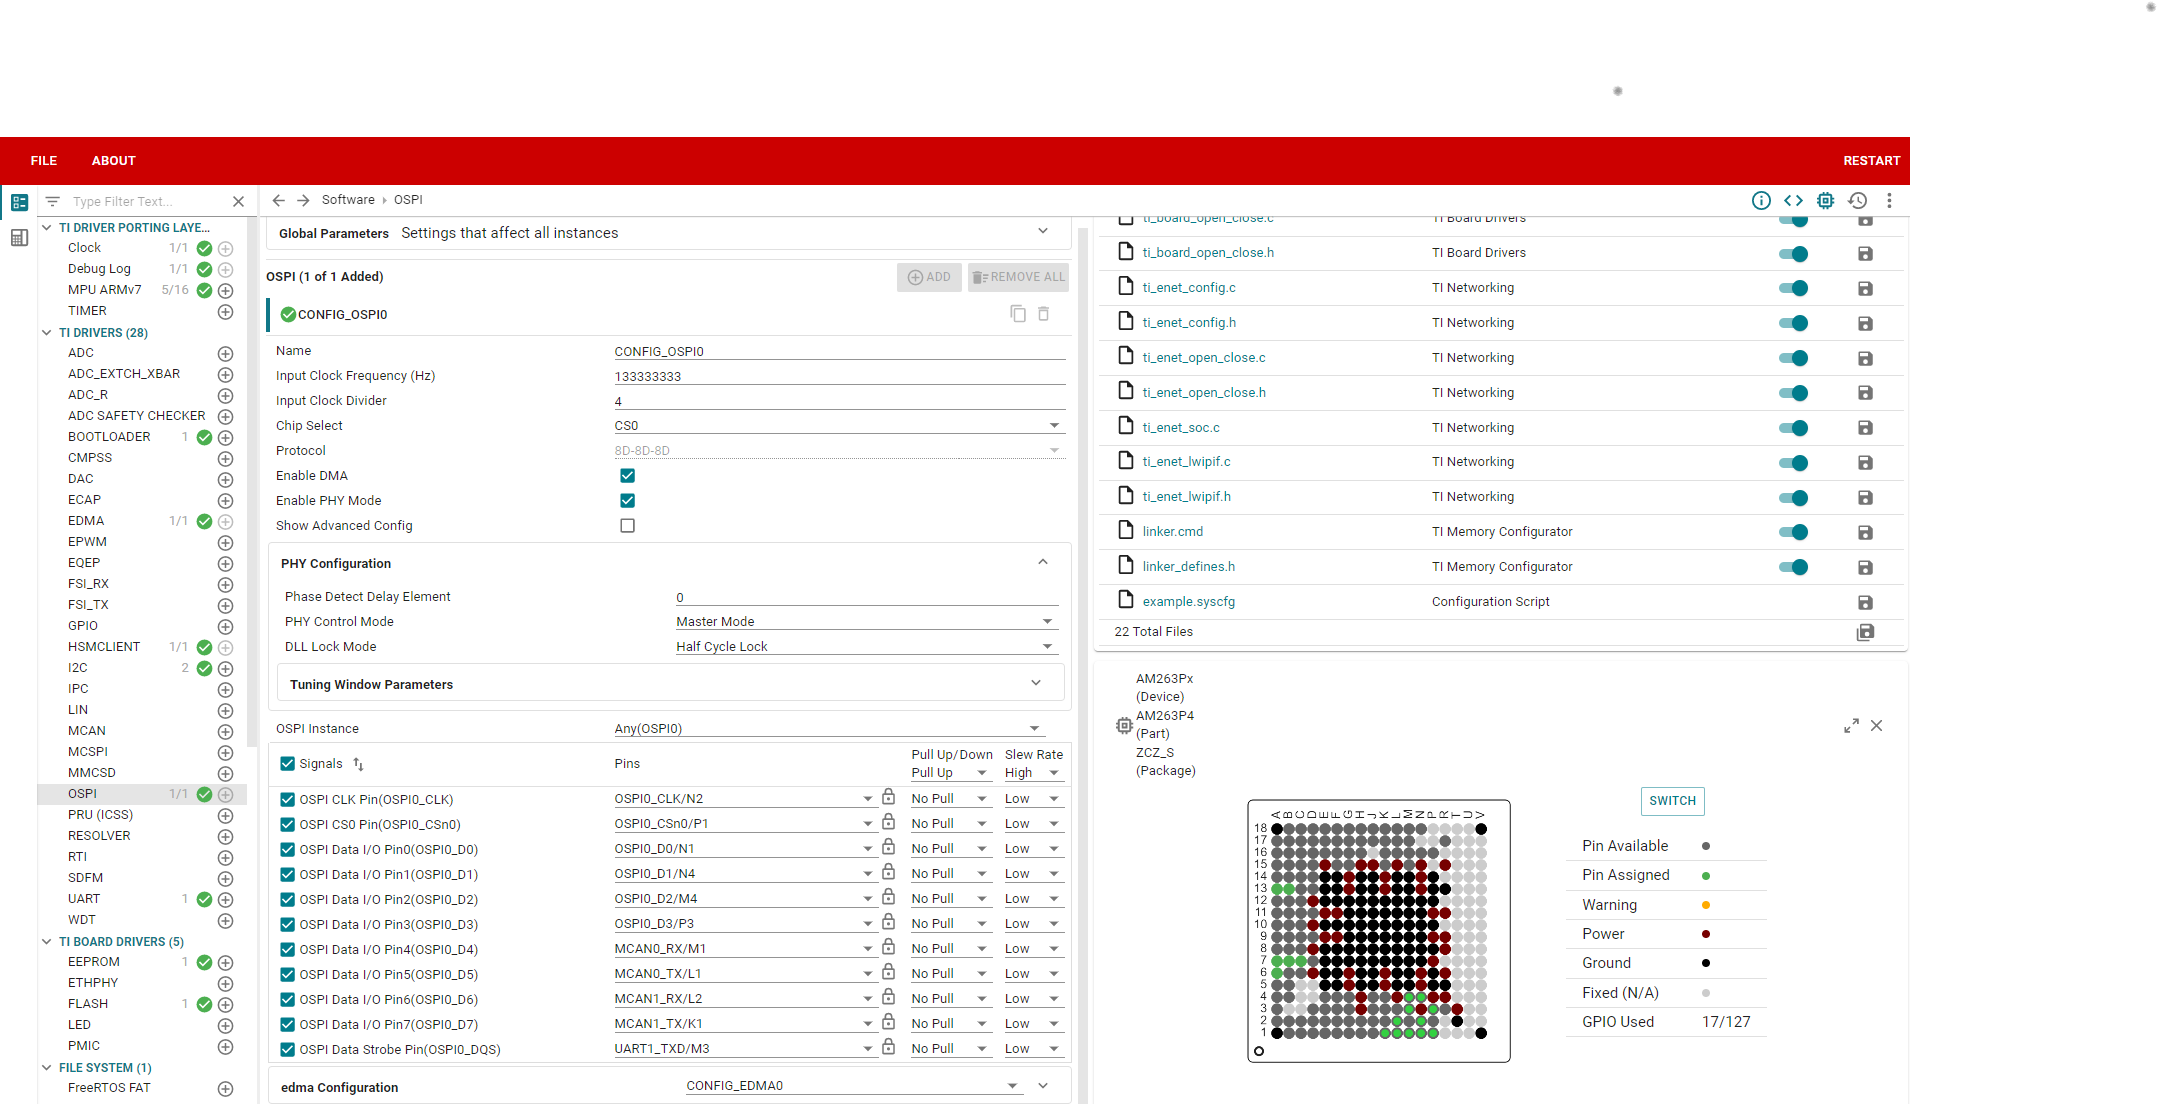 FILE ABOUT RESTART
Type Filter Text...
TI DRIVER PORTING LAYE...
Clock 1/1
Debug Log 1/1
MPU ARMv7 5/16
TIMER
TI DRIVERS (28)
ADC
ADC_EXTCH_XBAR
ADC_R
ADC SAFETY CHECKER
BOOTLOADER 1
CMPSS
DAC
ECAP
EDMA 1/1
EPWM
EQEP
FSI_RX
FSI_TX
GPIO
HSMCLIENT 1/1
I2C 2
IPC
LIN
MCAN
MCSPI
MMCSD
OSPI 1/1
PRU (ICSS)
RESOLVER
RTI
SDFM
UART 1
WDT
TI BOARD DRIVERS (5)
EEPROM 1
ETHPHY
FLASH 1
LED
PMIC
FILE SYSTEM (1)
FreeRTOS FAT
Software OSPI
Global Parameters Settings that affect all instances
OSPI (1 of 1 Added) ADD REMOVE ALL
CONFIG_OSPI0
Name CONFIG_OSPI0
Input Clock Frequency (Hz) 133333333
Input Clock Divider 4
Chip Select CS0
Protocol 8D-8D-8D
Enable DMA
Enable PHY Mode
Show Advanced Config
PHY Configuration
Phase Detect Delay Element 0
PHY Control Mode Master Mode
DLL Lock Mode Half Cycle Lock
Tuning Window Parameters
OSPI Instance Any(OSPI0)
Signals Pins Pull Up/Down Slew Rate
Pull Up High
OSPI CLK Pin(OSPI0_CLK) OSPI0_CLK/N2 No Pull Low
OSPI CS0 Pin(OSPI0_CSn0) OSPI0_CSn0/P1 No Pull Low
OSPI Data I/O Pin0(OSPI0_D0) OSPI0_D0/N1 No Pull Low
OSPI Data I/O Pin1(OSPI0_D1) OSPI0_D1/N4 No Pull Low
OSPI Data I/O Pin2(OSPI0_D2) OSPI0_D2/M4 No Pull Low
OSPI Data I/O Pin3(OSPI0_D3) OSPI0_D3/P3 No Pull Low
OSPI Data I/O Pin4(OSPI0_D4) MCAN0_RX/M1 No Pull Low
OSPI Data I/O Pin5(OSPI0_D5) MCAN0_TX/L1 No Pull Low
OSPI Data I/O Pin6(OSPI0_D6) MCAN1_RX/L2 No Pull Low
OSPI Data I/O Pin7(OSPI0_D7) MCAN1_TX/K1 No Pull Low
OSPI Data Strobe Pin(OSPI0_DQS) UART1_TXD/M3 No Pull Low
edma Configuration CONFIG_EDMA0
ti_board_open_close.c TI Board Drivers
ti_board_open_close.h TI Board Drivers
ti_enet_config.c TI Networking
ti_enet_config.h TI Networking
ti_enet_open_close.c TI Networking
ti_enet_open_close.h TI Networking
ti_enet_soc.c TI Networking
ti_enet_lwipif.c TI Networking
ti_enet_lwipif.h TI Networking
linker.cmd TI Memory Configurator
linker_defines.h TI Memory Configurator
example.syscfg Configuration Script
22 Total Files
AM263Px
(Device)
AM263P4
(Part)
ZCZ_S
(Package)
SWITCH
A B C D E F G H J K L M N P R T U V
18
17
16
15
14
13
12
11
10
9
8
7
6
5
4
3
2
1
Pin Available
Pin Assigned
Warning
Power
Ground
Fixed (N/A)
GPIO Used 17/127